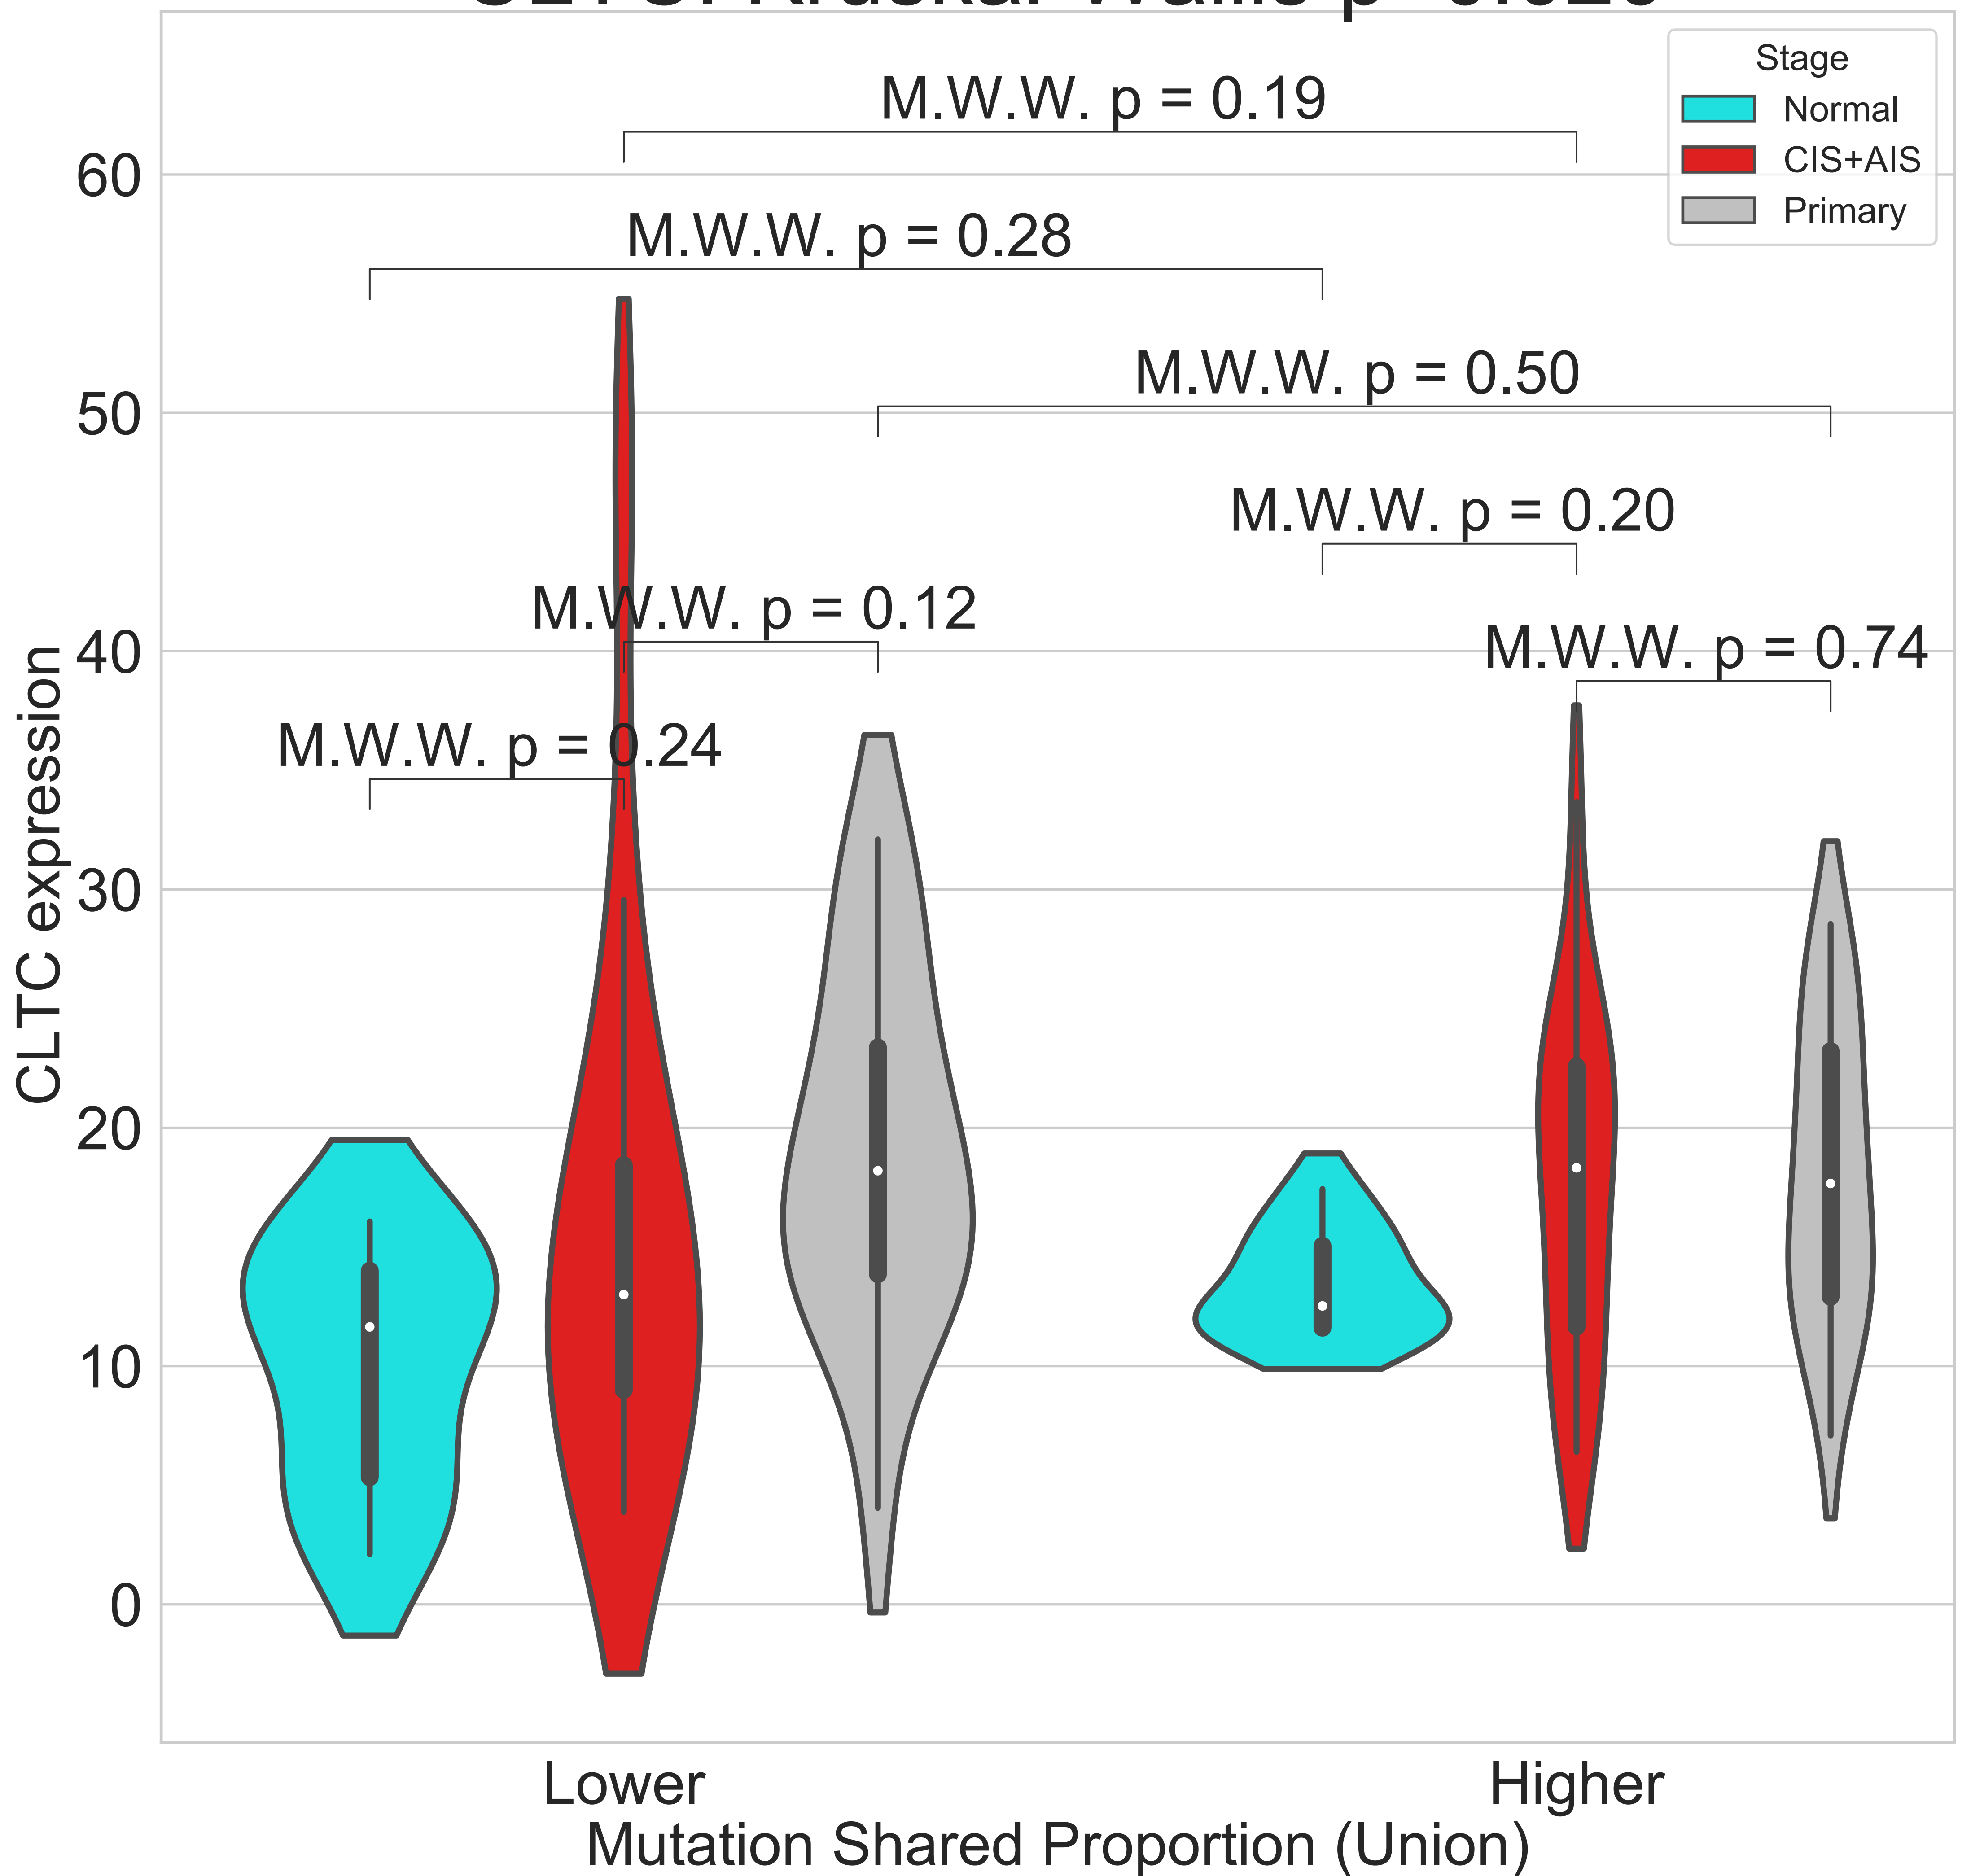 Stage
Normal
CIS+AIS
Primary
M.W.W. p = 0.19
M.W.W. p = 0.28
M.W.W. p = 0.50
M.W.W. p = 0.20
M.W.W. p = 0.12
M.W.W. p = 0.74
M.W.W. p = 0.24
CLTC expression
60
50
40
30
20
10
0
Lower
Higher
Mutation Shared Proportion (Union)